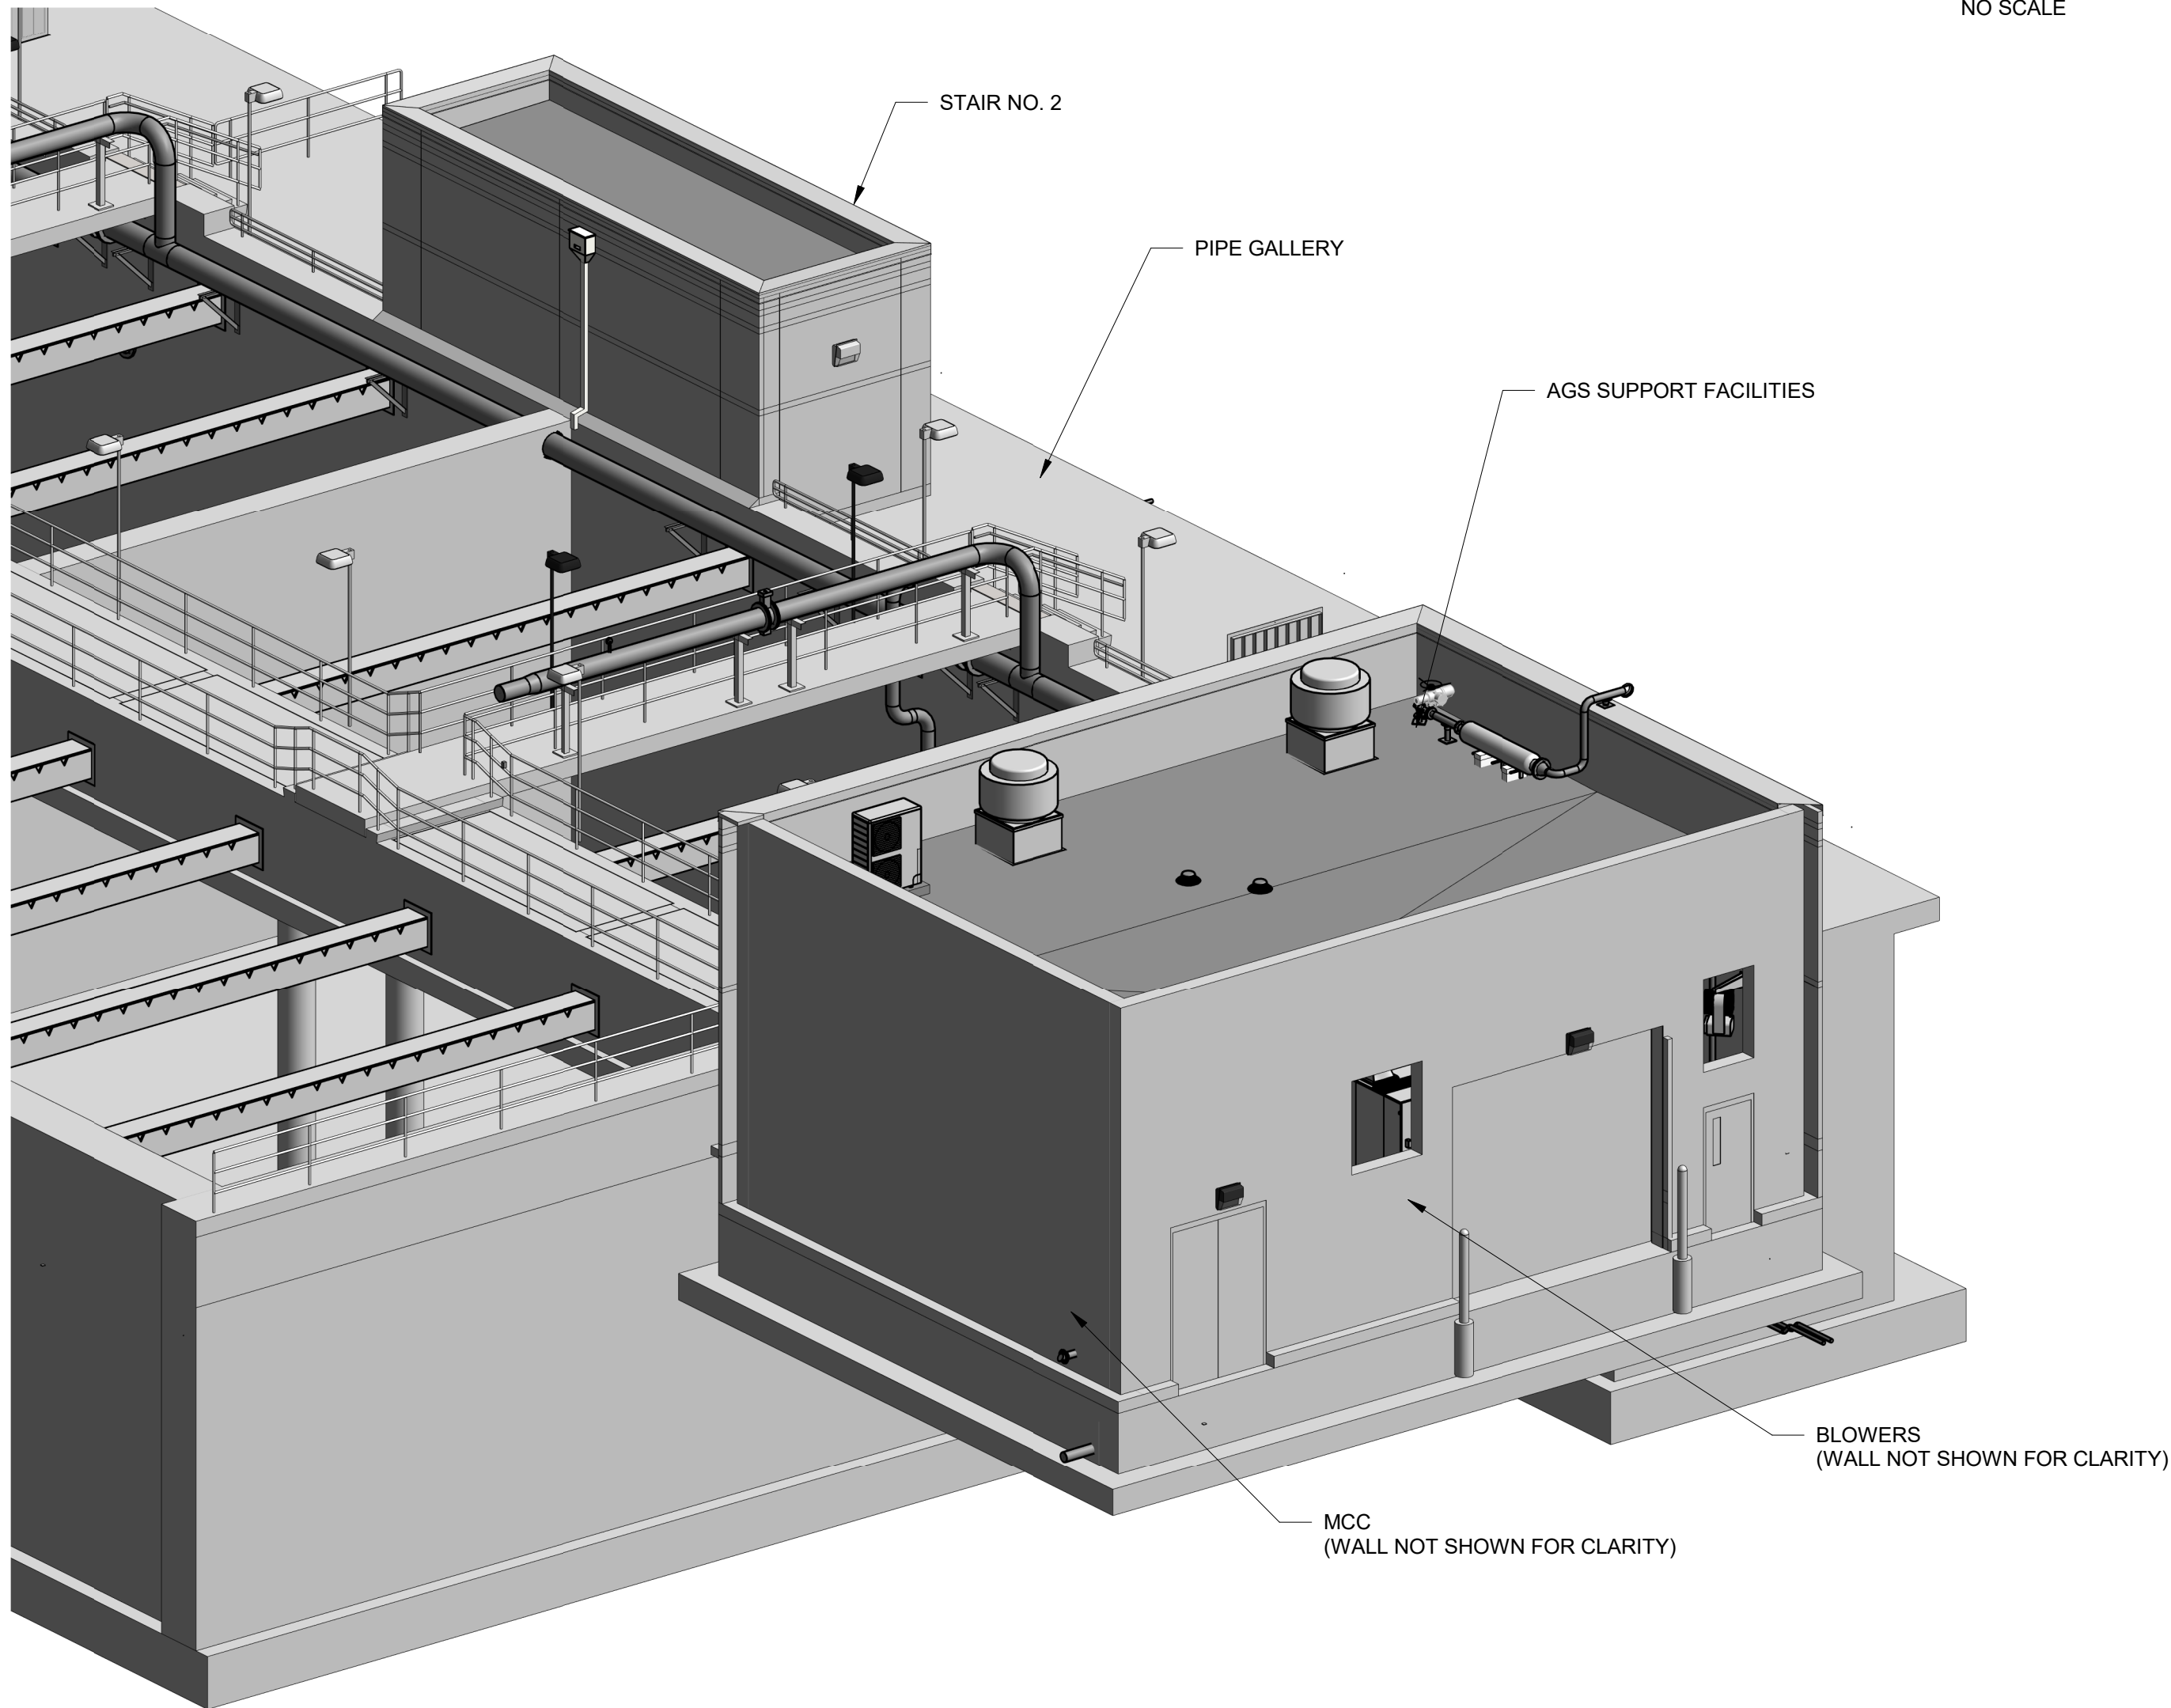 NO SCALE
STAIR NO. 2
PIPE GALLERY
AGS SUPPORT FACILITIES
BLOWERS
(WALL NOT SHOWN FOR CLARITY)
MCC
(WALL NOT SHOWN FOR CLARITY)